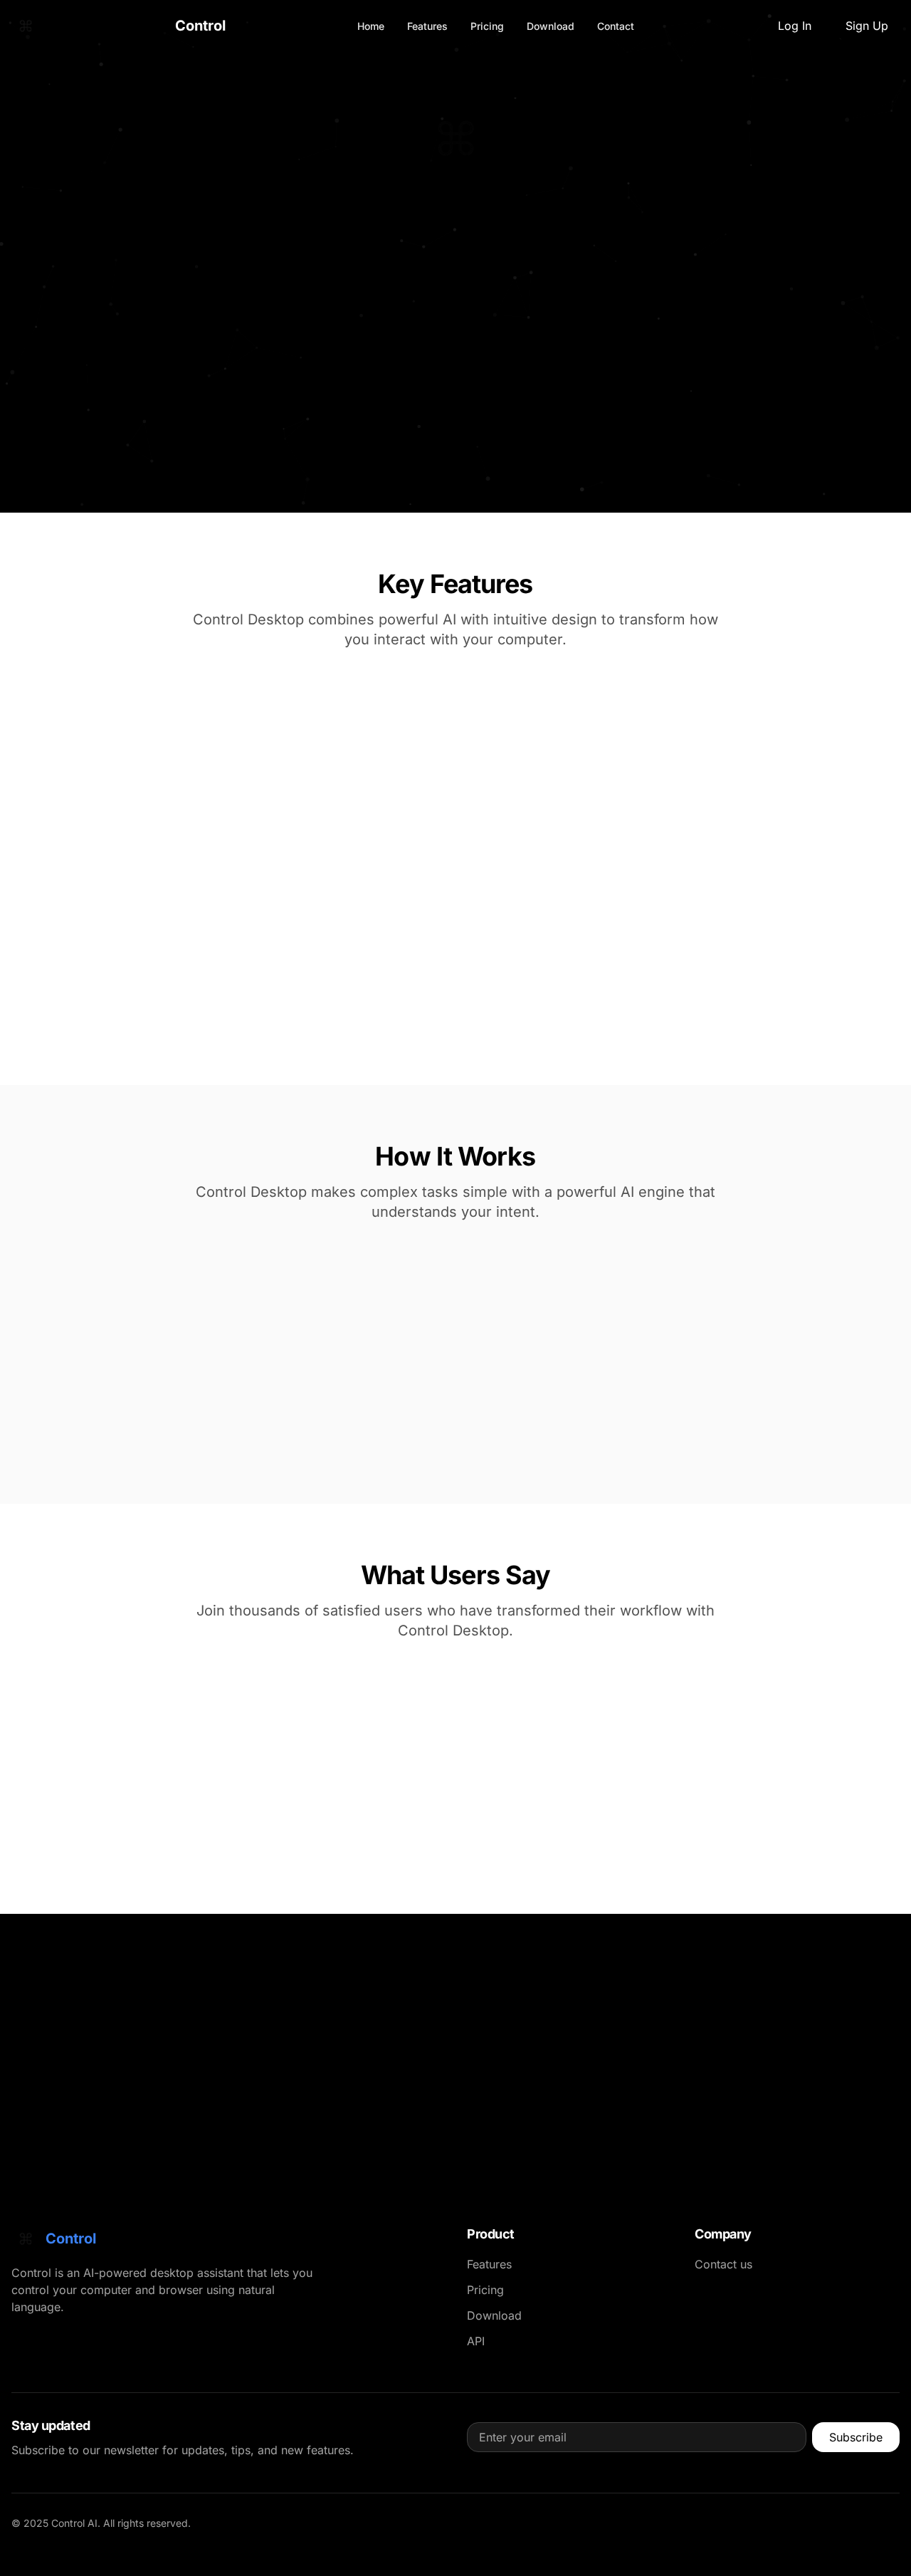 Control
Home Features Pricing Download Contact
Log In Sign Up
Key Features
Control Desktop combines powerful AI with intuitive design to transform how
you interact with your computer.
How It Works
Control Desktop makes complex tasks simple with a powerful AI engine that
understands your intent.
What Users Say
Join thousands of satisfied users who have transformed their workflow with
Control Desktop.
Control
Control is an AI-powered desktop assistant that lets you
control your computer and browser using natural
language.
Product
Features
Pricing
Download
API
Company
Contact us
Stay updated
Subscribe to our newsletter for updates, tips, and new features.
Enter your email
Subscribe
© 2025 Control AI. All rights reserved.